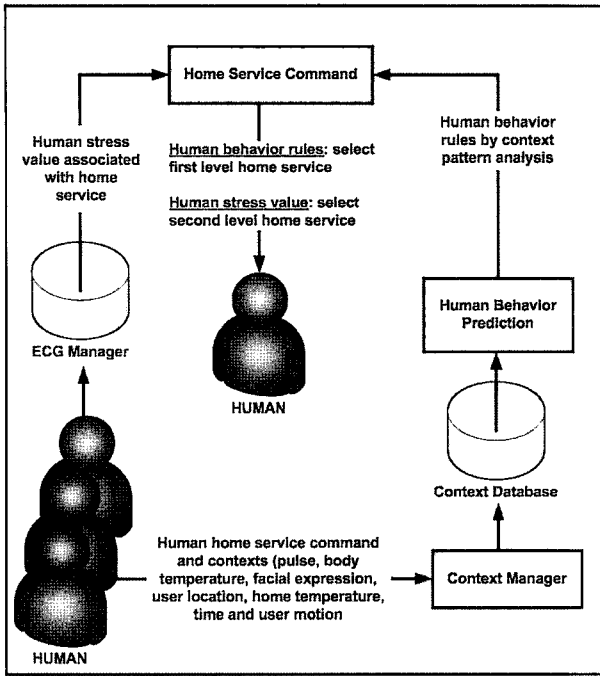 Home Service Command
Human stress
value associated
with home
service
Human behavior rules: select
first level home service
Human stress value: select
second level home service
Human behavior
rules by context
pattern analysis
ECG Manager
HUMAN
Human Behavior
Prediction
Context Database
Human home service command
and contexts (pulse, body
temperature, facial expression,
user location, home temperature,
time and user motion
Context Manager
HUMAN